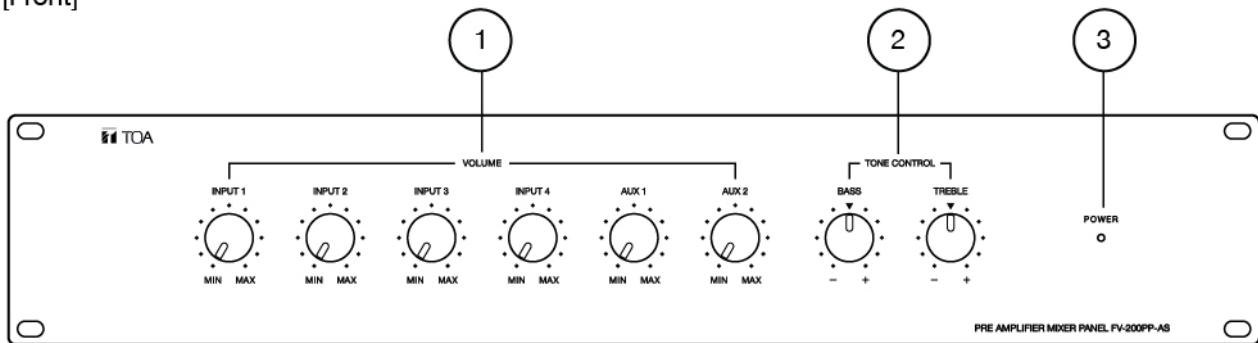 [Front]
1 2 3
TOA
VOLUME TONE CONTROL
INPUT 1 INPUT 2 INPUT 3 INPUT 4 AUX 1 AUX 2 BASS TREBLE
POWER
MIN MAX MIN MAX MIN MAX MIN MAX MIN MAX MIN MAX − + − +
PRE AMPLIFIER MIXER PANEL FV-200PP-AS